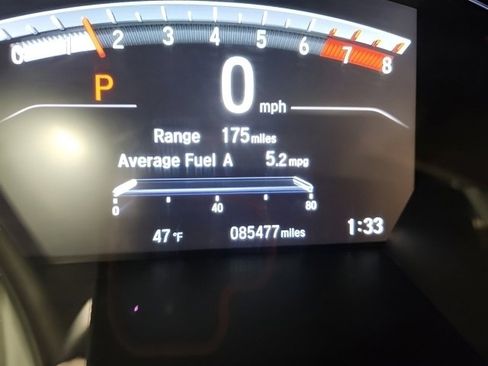 0 1 2 3 4 5 6 7 8
P 0 mph
Range 175 miles
Average Fuel A 5.2 mpg
0 40 80
47 °F 085477 miles 1:33